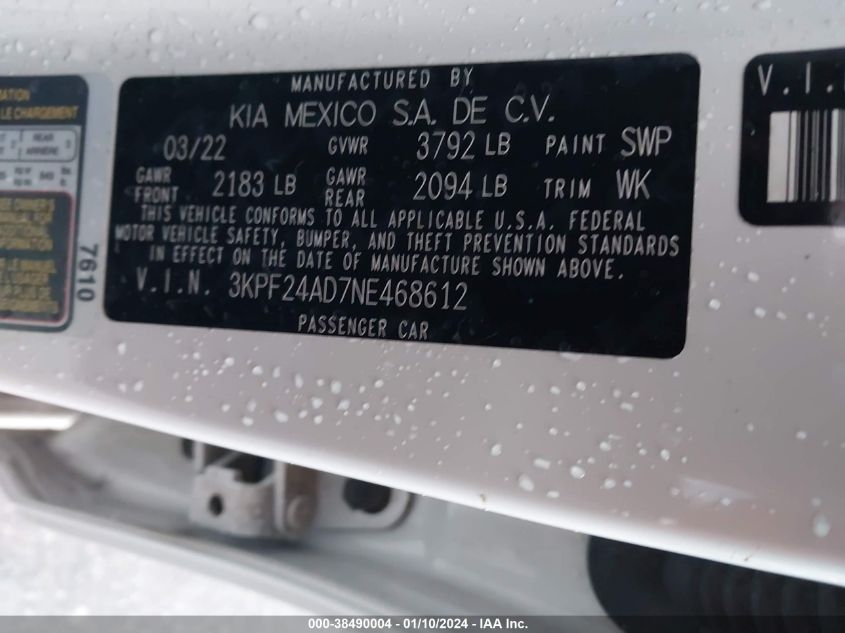 MANUFACTURED BY
KIA MEXICO S.A. DE C.V.
03/22 GVWR 3792 LB PAINT SWP
GAWR FRONT 2183 LB GAWR REAR 2094 LB TRIM WK
THIS VEHICLE CONFORMS TO ALL APPLICABLE U.S.A. FEDERAL
MOTOR VEHICLE SAFETY, BUMPER, AND THEFT PREVENTION STANDARDS
IN EFFECT ON THE DATE OF MANUFACTURE SHOWN ABOVE.
V.I.N. 3KPF24AD7NE468612
PASSENGER CAR
CHARGEMENT
REAR
ARRIÈRE
7610
V.I.
000-38490004 - 01/10/2024 - IAA Inc.